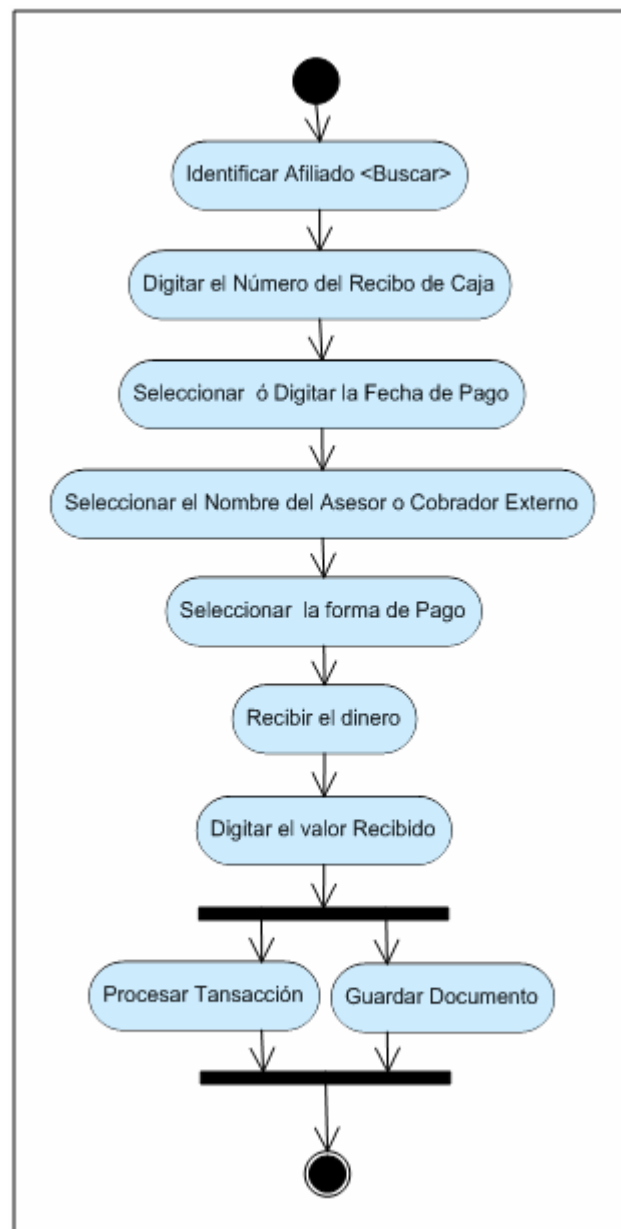 Identificar Afiliado <Buscar>
Digitar el Número del Recibo de Caja
Seleccionar ó Digitar la Fecha de Pago
Seleccionar el Nombre del Asesor o Cobrador Externo
Seleccionar la forma de Pago
Recibir el dinero
Digitar el valor Recibido
Procesar Tansacción
Guardar Documento